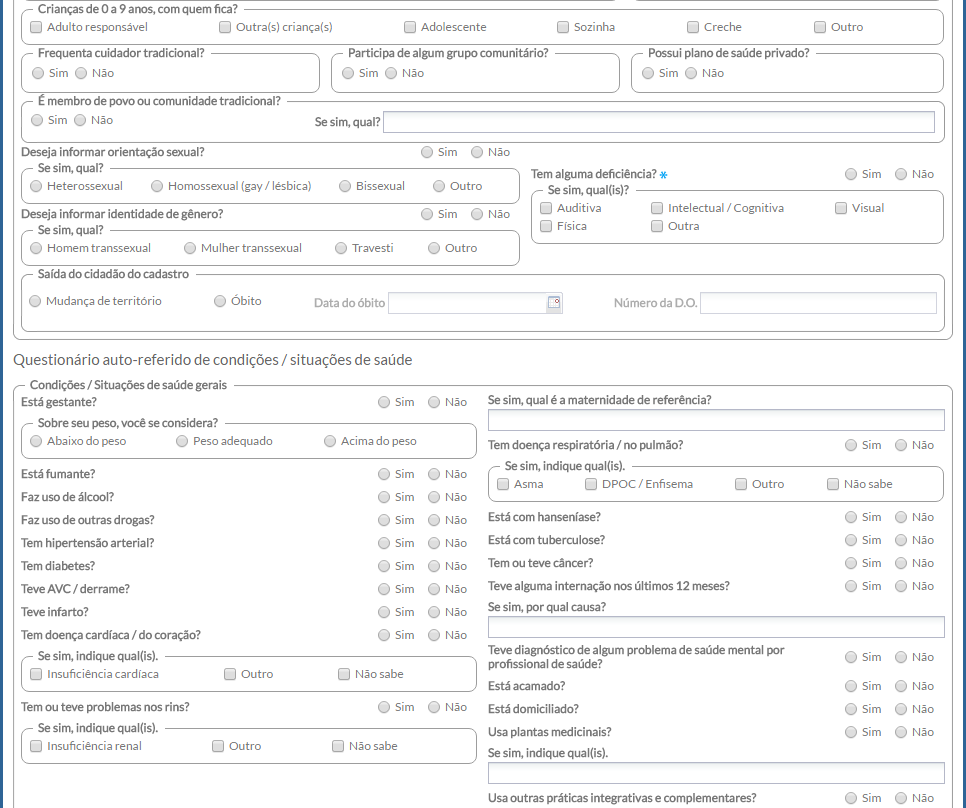 Crianças de 0 a 9 anos, com quem fica?
Adulto responsável Outra(s) criança(s) Adolescente Sozinha Creche Outro
Frequenta cuidador tradicional? Participa de algum grupo comunitário? Possui plano de saúde privado?
Sim Não Sim Não Sim Não
É membro de povo ou comunidade tradicional?
Sim Não Se sim, qual?
Deseja informar orientação sexual? Sim Não
Se sim, qual?
Heterossexual Homossexual (gay / lésbica) Bissexual Outro
Deseja informar identidade de gênero? Sim Não
Se sim, qual?
Homem transsexual Mulher transsexual Travesti Outro
Tem alguma deficiência? * Sim Não
Se sim, qual(is)?
Auditiva Intelectual / Cognitiva Visual
Física Outra
Saída do cidadão do cadastro
Mudança de território Óbito Data do óbito Número da D.O.
Questionário auto-referido de condições / situações de saúde
Condições / Situações de saúde gerais
Está gestante? Sim Não
Sobre seu peso, você se considera?
Abaixo do peso Peso adequado Acima do peso
Está fumante? Sim Não
Faz uso de álcool? Sim Não
Faz uso de outras drogas? Sim Não
Tem hipertensão arterial? Sim Não
Tem diabetes? Sim Não
Teve AVC / derrame? Sim Não
Teve infarto? Sim Não
Tem doença cardíaca / do coração? Sim Não
Se sim, indique qual(is).
Insuficiência cardíaca Outro Não sabe
Tem ou teve problemas nos rins? Sim Não
Se sim, indique qual(is).
Insuficiência renal Outro Não sabe
Se sim, qual é a maternidade de referência?
Tem doença respiratória / no pulmão? Sim Não
Se sim, indique qual(is).
Asma DPOC / Enfisema Outro Não sabe
Está com hanseníase? Sim Não
Está com tuberculose? Sim Não
Tem ou teve câncer? Sim Não
Teve alguma internação nos últimos 12 meses? Sim Não
Se sim, por qual causa?
Teve diagnóstico de algum problema de saúde mental por
profissional de saúde? Sim Não
Está acamado? Sim Não
Está domiciliado? Sim Não
Usa plantas medicinais? Sim Não
Se sim, indique qual(is).
Usa outras práticas integrativas e complementares? Sim Não